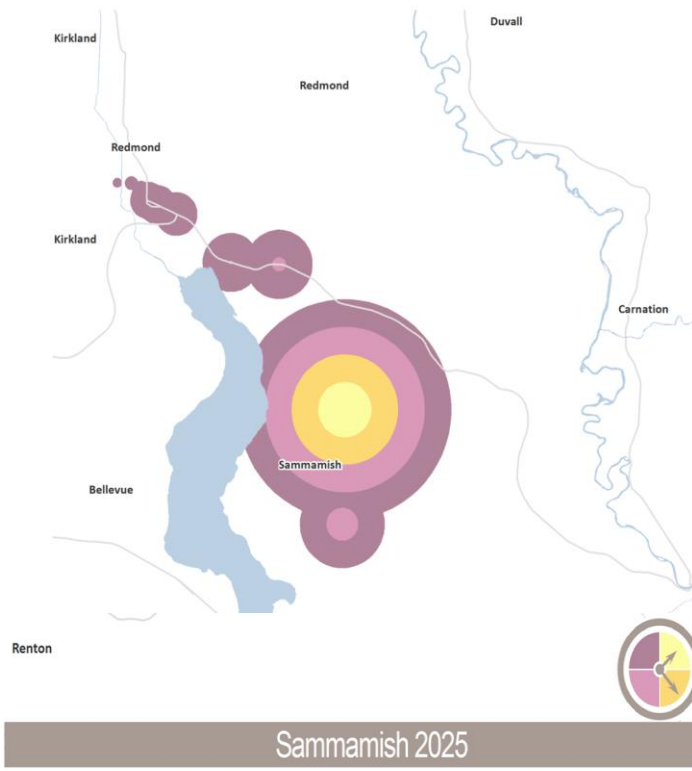 Duvall
Kirkland
Redmond
Redmond
Kirkland
Carnation
Sammamish
Bellevue
Renton
Sammamish 2025